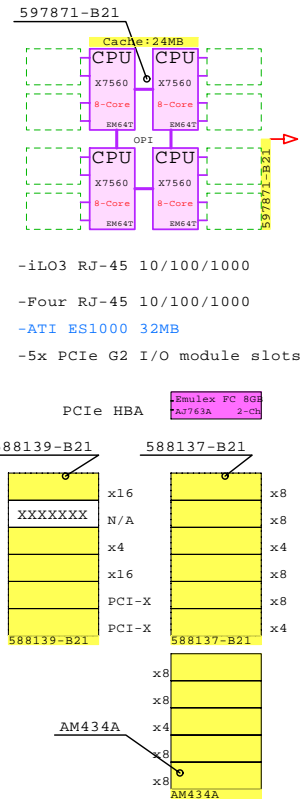 597871-B21
Cache:24MB
CPU CPU
X7560 X7560
8-Core 8-Core
EM64T EM64T
QPI
CPU CPU
X7560 X7560
8-Core 8-Core
EM64T EM64T
597871-B21
-iLO3 RJ-45 10/100/1000
-Four RJ-45 10/100/1000
-ATI ES1000 32MB
-5x PCIe G2 I/O module slots
PCIe HBA
Emulex FC 8GB
AJ763A 2-Ch
588139-B21
x16
XXXXXXX N/A
x4
x16
PCI-X
PCI-X
588139-B21
588137-B21
x8
x8
x8
x8
x8
x4
588137-B21
x8
x8
x4
x8
x8
AM434A
AM434A